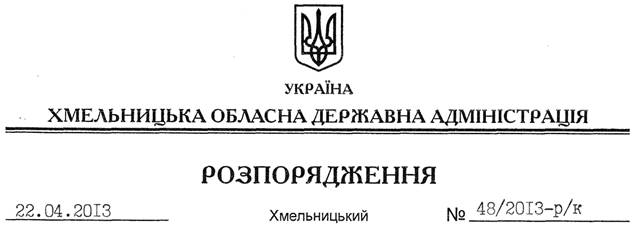 УКРАЇНА
ХМЕЛЬНИЦЬКА ОБЛАСНА ДЕРЖАВНА АДМІНІСТРАЦІЯ
РОЗПОРЯДЖЕННЯ
22.04.2013 Хмельницький № 48/2013-р/к